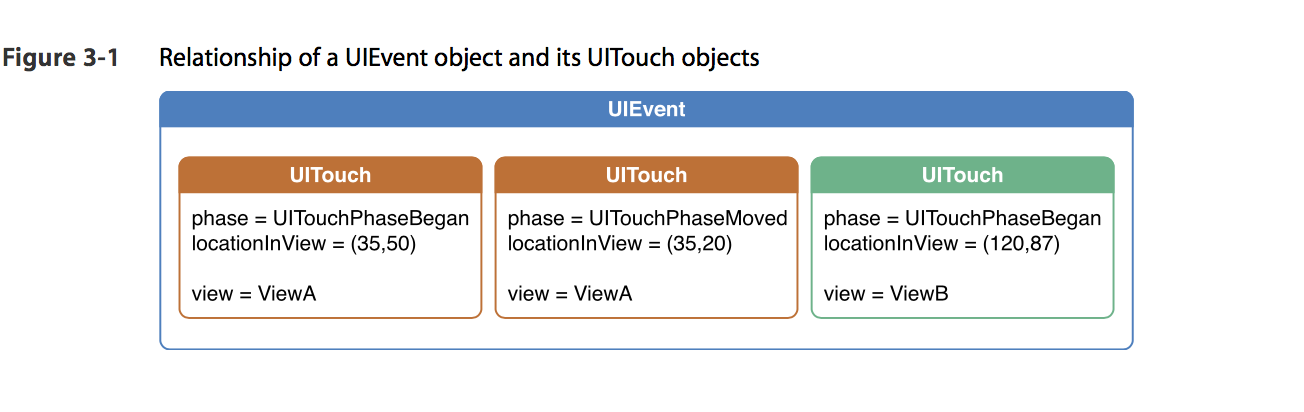 Figure 3-1 Relationship of a UIEvent object and its UITouch objects
UIEvent
UITouch
phase = UITouchPhaseBegan
locationInView = (35,50)
view = ViewA
UITouch
phase = UITouchPhaseMoved
locationInView = (35,20)
view = ViewA
UITouch
phase = UITouchPhaseBegan
locationInView = (120,87)
view = ViewB